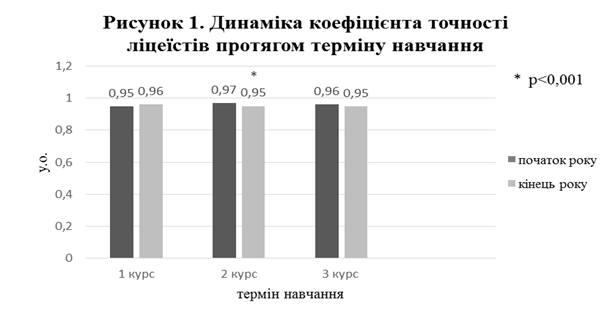 Рисунок 1. Динаміка коефіцієнта точності
ліцеїстів протягом терміну навчання
1,2
1
0,8
0,6
0,4
0,2
0
у.о.
0,95 0,96
0,97 0,95
*
0,96 0,95
* p<0,001
початок року
кінець року
1 курс
2 курс
3 курс
термін навчання